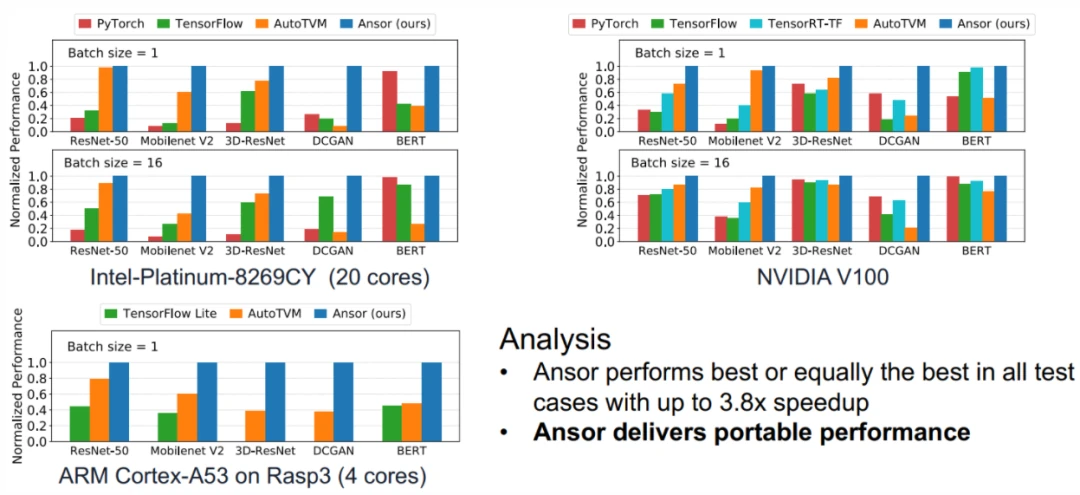 PyTorch TensorFlow AutoTVM Ansor (ours)
Normalized Performance
Batch size = 1
1.0
0.8
0.6
0.4
0.2
0.0
ResNet-50 Mobilenet V2 3D-ResNet DCGAN BERT
Batch size = 16
1.0
0.8
0.6
0.4
0.2
0.0
ResNet-50 Mobilenet V2 3D-ResNet DCGAN BERT
Intel-Platinum-8269CY (20 cores)
PyTorch TensorFlow TensorRT-TF AutoTVM Ansor (ours)
Normalized Performance
Batch size = 1
1.0
0.8
0.6
0.4
0.2
0.0
ResNet-50 Mobilenet V2 3D-ResNet DCGAN BERT
Batch size = 16
1.0
0.8
0.6
0.4
0.2
0.0
ResNet-50 Mobilenet V2 3D-ResNet DCGAN BERT
NVIDIA V100
TensorFlow Lite AutoTVM Ansor (ours)
Normalized Performance
Batch size = 1
1.0
0.8
0.6
0.4
0.2
0.0
ResNet-50 Mobilenet V2 3D-ResNet DCGAN BERT
ARM Cortex-A53 on Rasp3 (4 cores)
Analysis
• Ansor performs best or equally the best in all test
cases with up to 3.8x speedup
• Ansor delivers portable performance